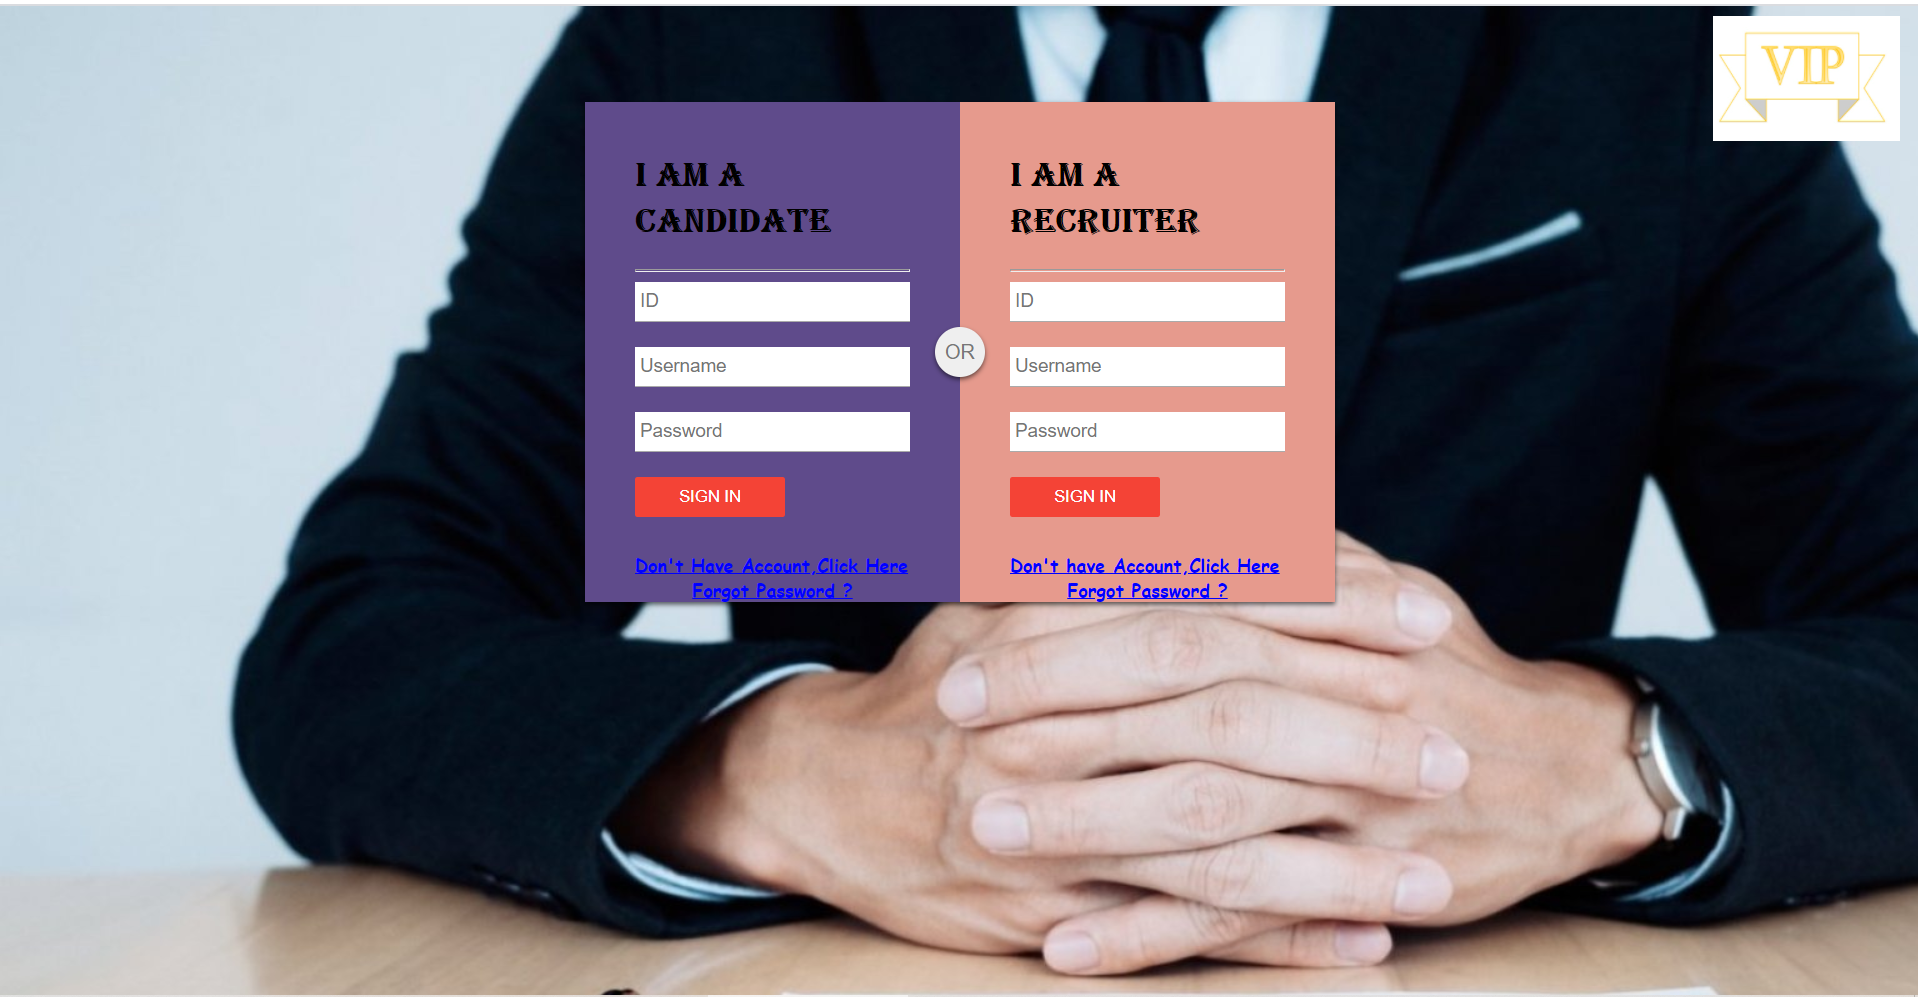 VIP
I AM A
CANDIDATE
ID
Username
Password
SIGN IN
Don't Have Account,Click Here
Forgot Password ?
OR
I AM A
RECRUITER
ID
Username
Password
SIGN IN
Don't have Account,Click Here
Forgot Password ?